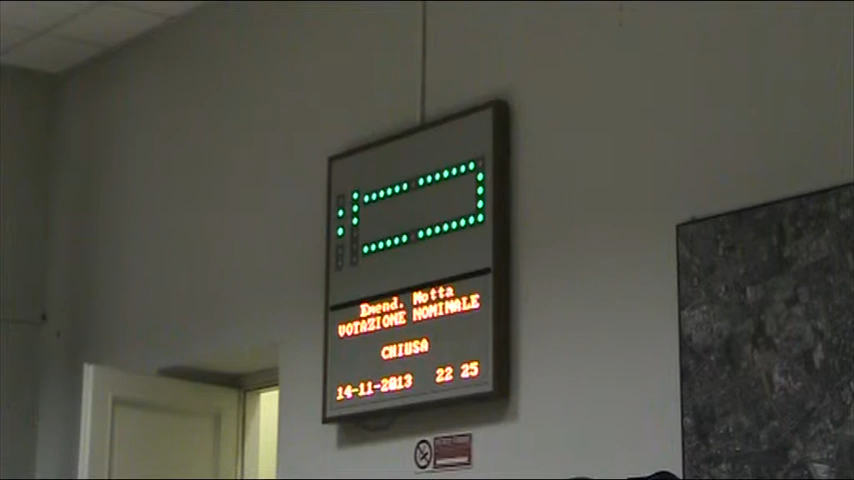 Emend. Motta
VOTAZIONE NOMINALE
CHIUSA
14-11-2013 22 25